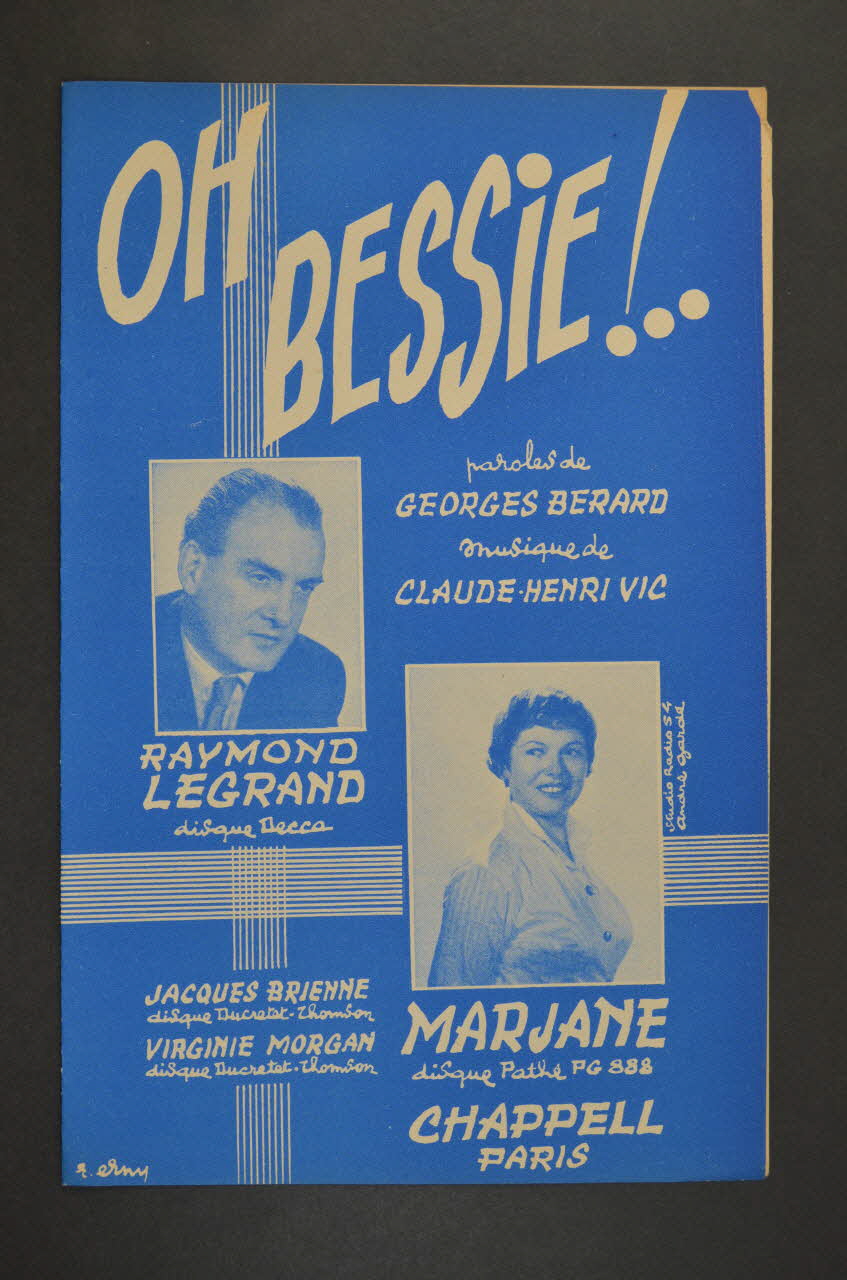 OH
BESSiE!...
paroles de
GEORGES BERARD
musique de
CLAUDE-HENRI VIC
RAYMOND
LEGRAND
disque Decca
Studio Radio 54
André Garde
JACQUES BRIENNE
disque Ducretet-Thomson
VIRGINIE MORGAN
disque Ducretet-Thomson
MARJANE
disque Pathé PG 888
CHAPPELL
PARIS
R. Erny